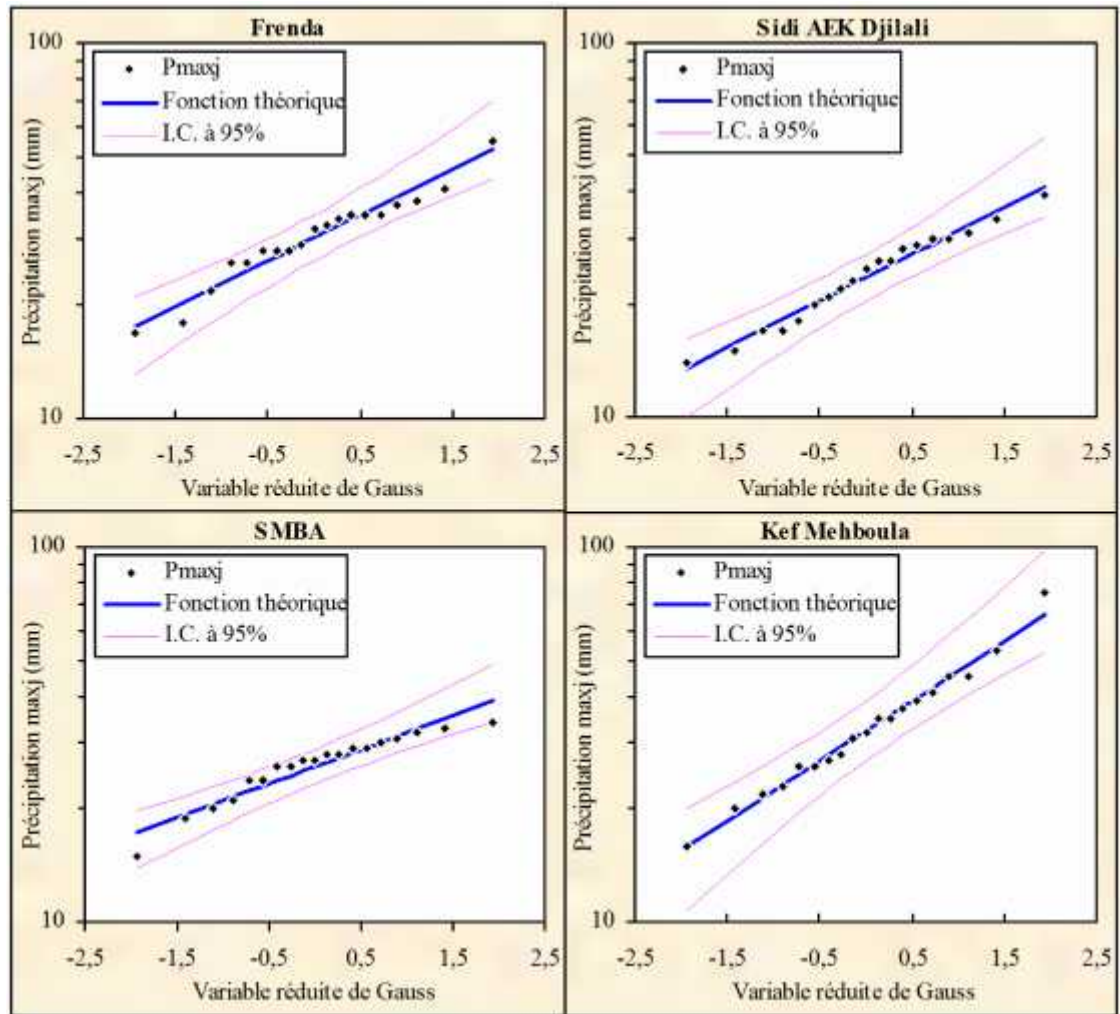 Frenda
100
Pmaxj
Fonction théorique
I.C. à 95%
Précipitation maxj (mm)
10
-2,5 -1,5 -0,5 0,5 1,5 2,5
Variable réduite de Gauss
Sidi AEK Djilali
100
Pmaxj
Fonction théorique
I.C. à 95%
Précipitation maxj (mm)
10
-2,5 -1,5 -0,5 0,5 1,5 2,5
Variable réduite de Gauss
SMBA
100
Pmaxj
Fonction théorique
I.C. à 95%
Précipitation maxj (mm)
10
-2,5 -1,5 -0,5 0,5 1,5 2,5
Variable réduite de Gauss
Kef Mehboula
100
Pmaxj
Fonction théorique
I.C. à 95%
Précipitation maxj (mm)
10
-2,5 -1,5 -0,5 0,5 1,5 2,5
Variable réduite de Gauss